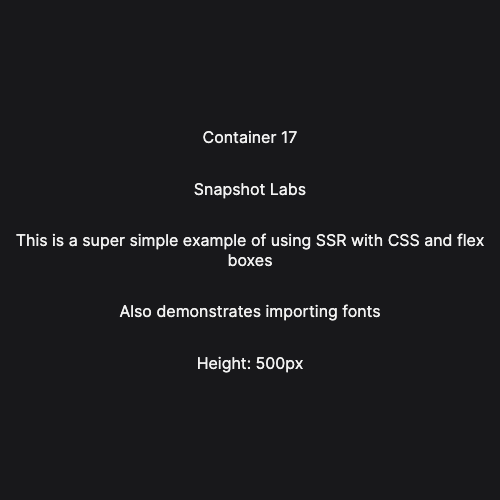 Container 17
Snapshot Labs
This is a super simple example of using SSR with CSS and flex
boxes
Also demonstrates importing fonts
Height: 500px